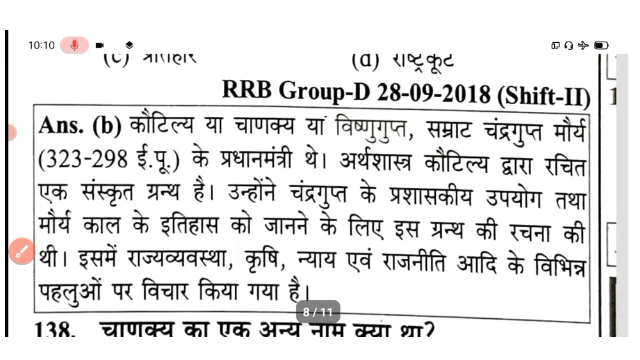 10:10
(c) प्रतिहार (d) राष्ट्रकूट
RRB Group-D 28-09-2018 (Shift-II)
Ans. (b) कौटिल्य या चाणक्य या विष्णुगुप्त, सम्राट चंद्रगुप्त मौर्य
(323-298 ई.पू.) के प्रधानमंत्री थे। अर्थशास्त्र कौटिल्य द्वारा रचित
एक संस्कृत ग्रन्थ है। उन्होंने चंद्रगुप्त के प्रशासकीय उपयोग तथा
मौर्य काल के इतिहास को जानने के लिए इस ग्रन्थ की रचना की
थी। इसमें राज्यव्यवस्था, कृषि, न्याय एवं राजनीति आदि के विभिन्न
पहलुओं पर विचार किया गया है।
8 / 11
138. चाणक्य का एक अन्य नाम क्या था?